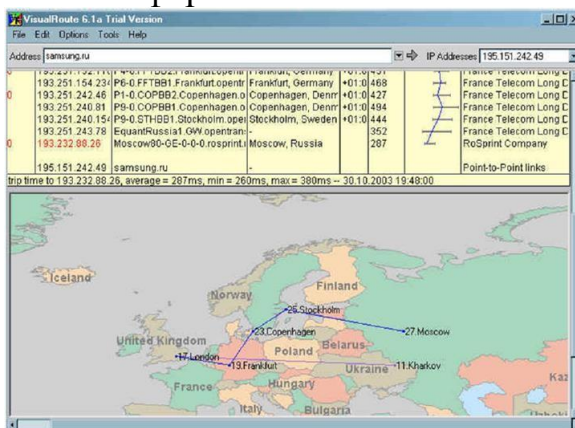 VisualRoute 6.1a Trial Version
File Edit Options Tools Help
Address samsung.ru IP Addresses 195.151.242.49
193.251.154.234 P6-0.FFTBB1.Frankfurt.opentr Frankfurt, Germany +01:0 468 France Telecom Long D
0 193.251.242.46 P1-0.COPBB2.Copenhagen.o Copenhagen, Denm +01:0 427 France Telecom Long D
193.251.240.81 P9-0.COPBB1.Copenhagen.o Copenhagen, Denm +01:0 494 France Telecom Long D
193.251.240.154 P9-0.STHBB1.Stockholm.open Stockholm, Sweden +01:0 444 France Telecom Long D
193.251.243.78 EquantRussia1.GW.opentran - 352 France Telecom Long D
0 193.232.88.26 Moscow90-GE-0-0-0.rosprint.r Moscow, Russia 287 RoSprint Company
195.151.242.49 samsung.ru - Point-to-Point links
trip time to 193.232.88.26, average = 287ms, min = 260ms, max = 380ms -- 30.10.2003 19:48:00
Iceland
Finland
Norway
25.Stockholm
23.Copenhagen
27.Moscow
United Kingdom
Belarus
Poland
17.London
19.Frankfurt
11.Kharkov
Ukraine
Kaz
France
Hungary
Italy
Bulgaria